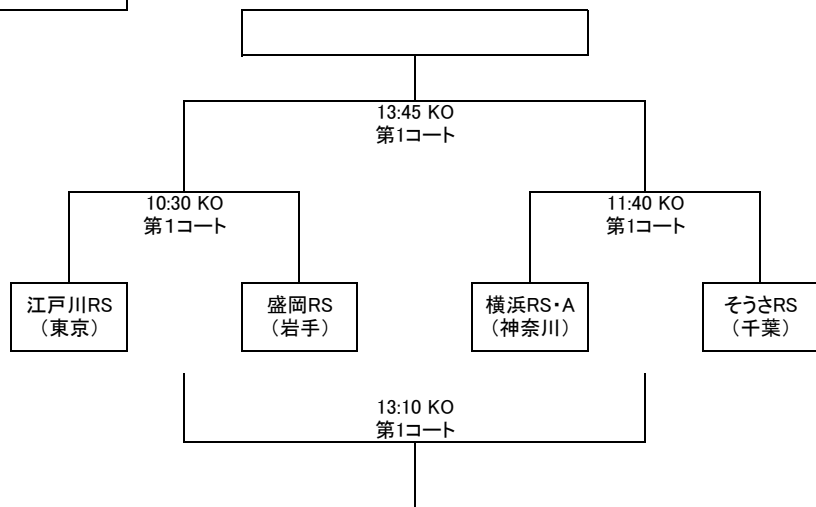 13:45 KO
第1コート
10:30 KO
第１コート
11:40 KO
第1コート
江戸川RS
（東京）
盛岡RS
（岩手）
横浜RS・A
（神奈川）
そうさRS
（千葉）
13:10 KO
第1コート